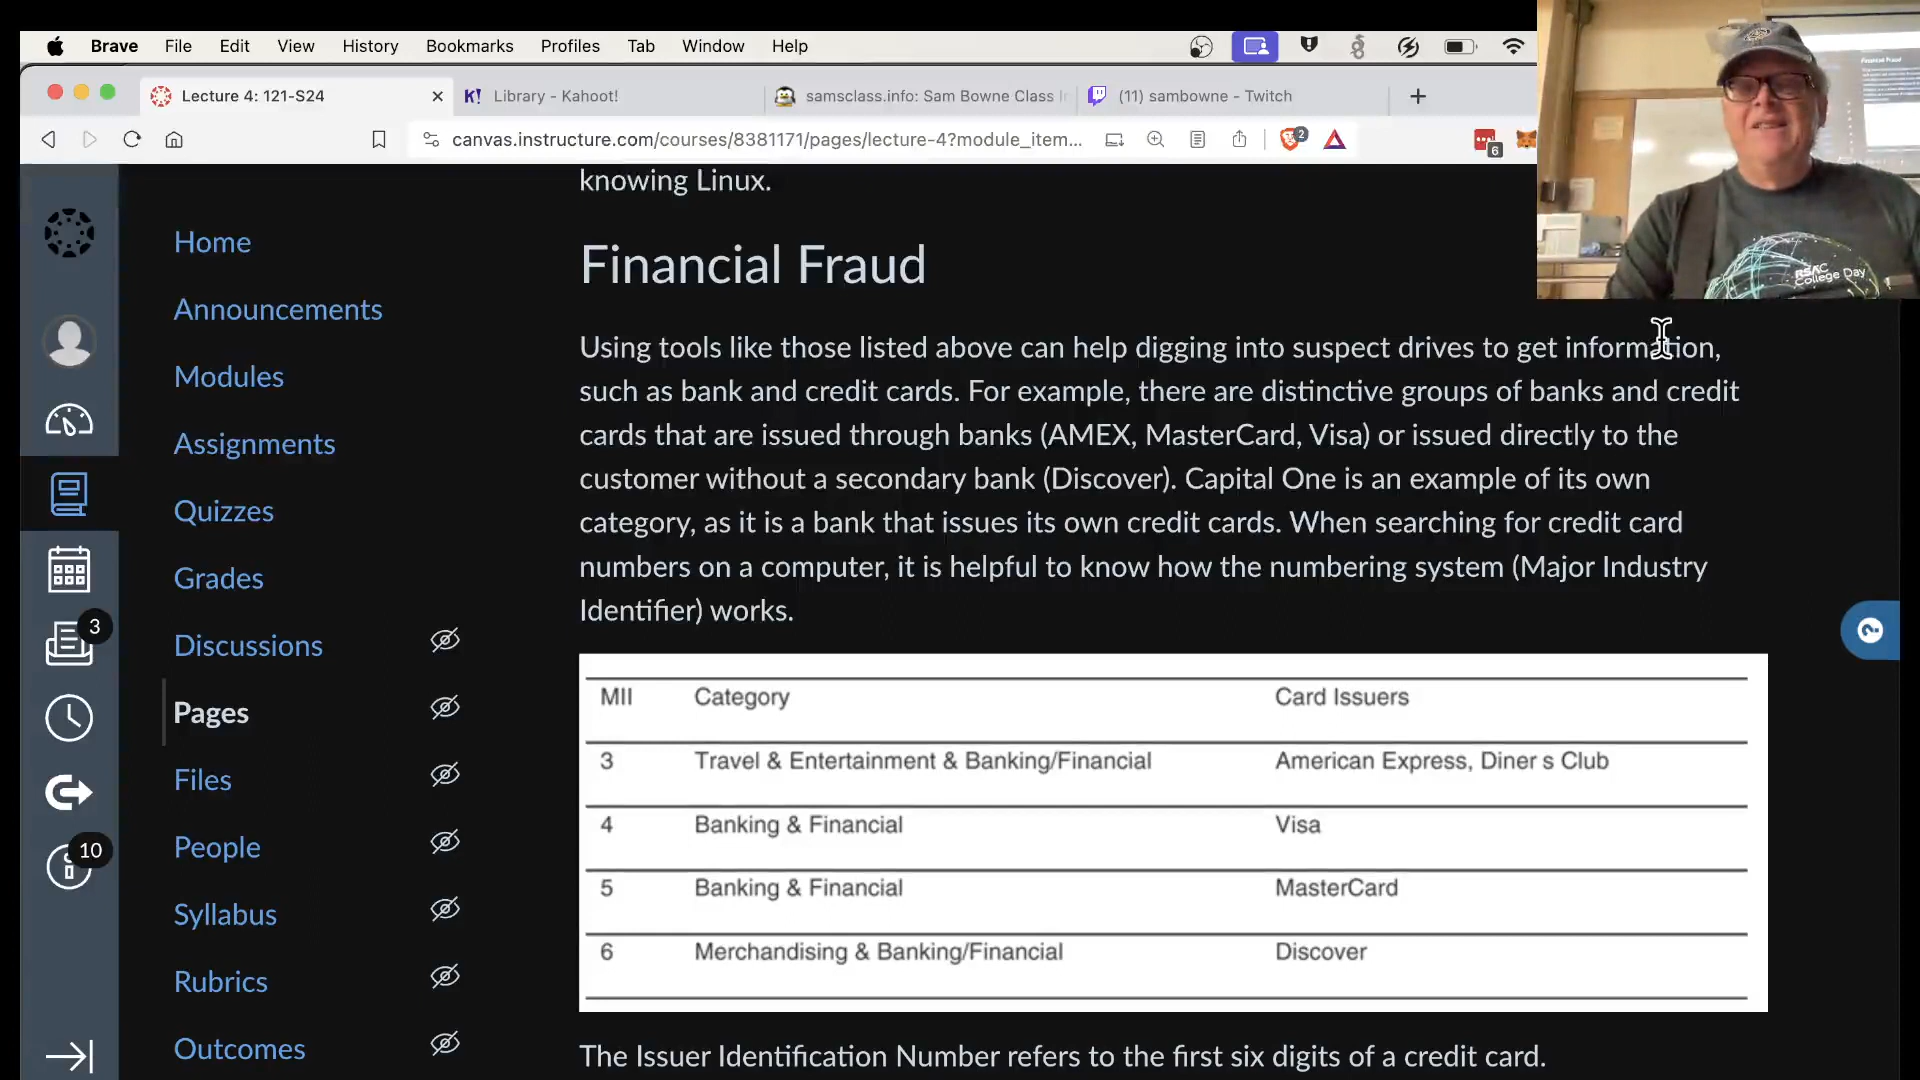 Brave File Edit View History Bookmarks Profiles Tab Window Help
Lecture 4: 121-S24
Library - Kahoot!
samsclass.info: Sam Bowne Class
(11) sambowne - Twitch
canvas.instructure.com/courses/8381171/pages/lecture-4?module_item...
2
6
knowing Linux.
Home
Announcements
Modules
Assignments
Quizzes
Grades
Discussions
Pages
Files
People
Syllabus
Rubrics
Outcomes
3
10
Financial Fraud
Using tools like those listed above can help digging into suspect drives to get information,
such as bank and credit cards. For example, there are distinctive groups of banks and credit
cards that are issued through banks (AMEX, MasterCard, Visa) or issued directly to the
customer without a secondary bank (Discover). Capital One is an example of its own
category, as it is a bank that issues its own credit cards. When searching for credit card
numbers on a computer, it is helpful to know how the numbering system (Major Industry
Identifier) works.
MII Category Card Issuers
3 Travel & Entertainment & Banking/Financial American Express, Diner s Club
4 Banking & Financial Visa
5 Banking & Financial MasterCard
6 Merchandising & Banking/Financial Discover
The Issuer Identification Number refers to the first six digits of a credit card.
RSAC
College Day
Financial Fraud